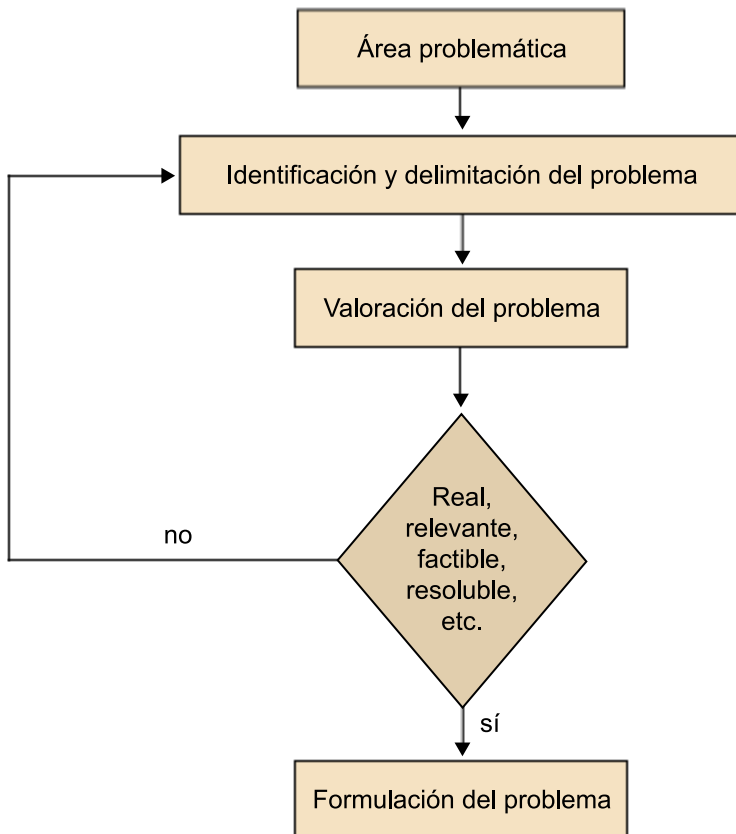 Área problemática
Identificación y delimitación del problema
Valoración del problema
Real,
relevante,
factible,
resoluble,
etc.
no
sí
Formulación del problema